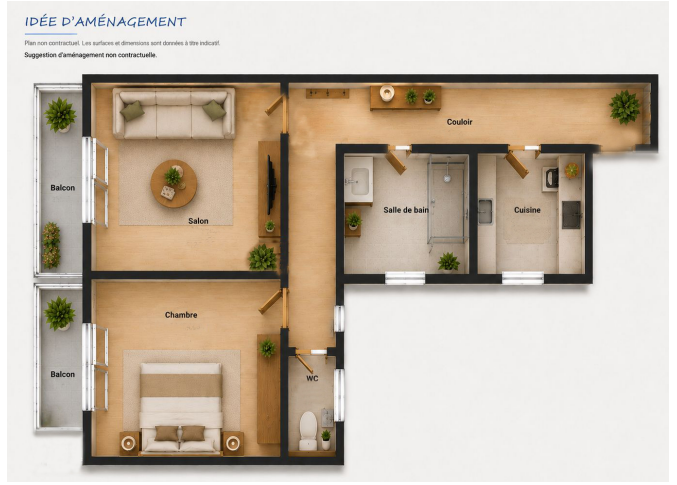 IDÉE D'AMÉNAGEMENT
Plan non contractuel. Les surfaces et dimensions sont données à titre indicatif.
Suggestion d'aménagement non contractuelle.
Couloir
Balcon
Salon
Salle de bain
Cuisine
Chambre
Balcon
WC